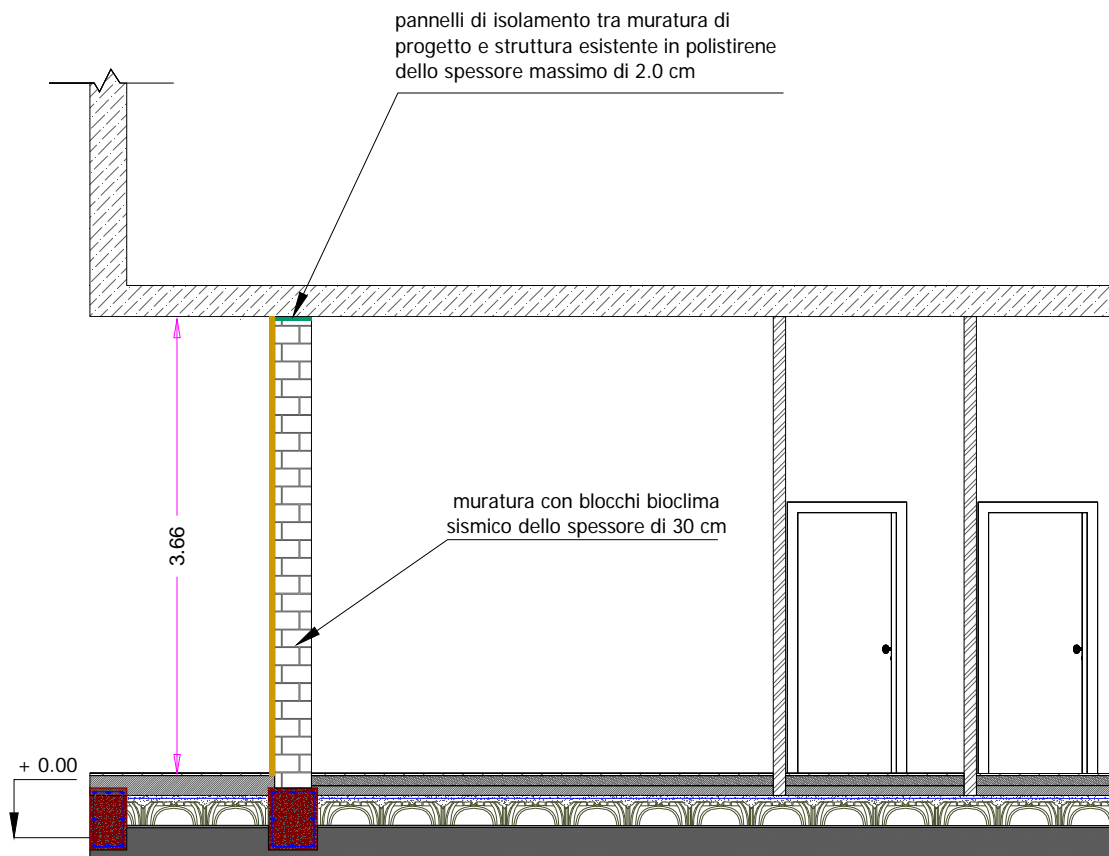 pannelli di isolamento tra muratura di
progetto e struttura esistente in polistirene
dello spessore massimo di 2.0 cm
muratura con blocchi bioclima
sismico dello spessore di 30 cm
3.66
+ 0.00